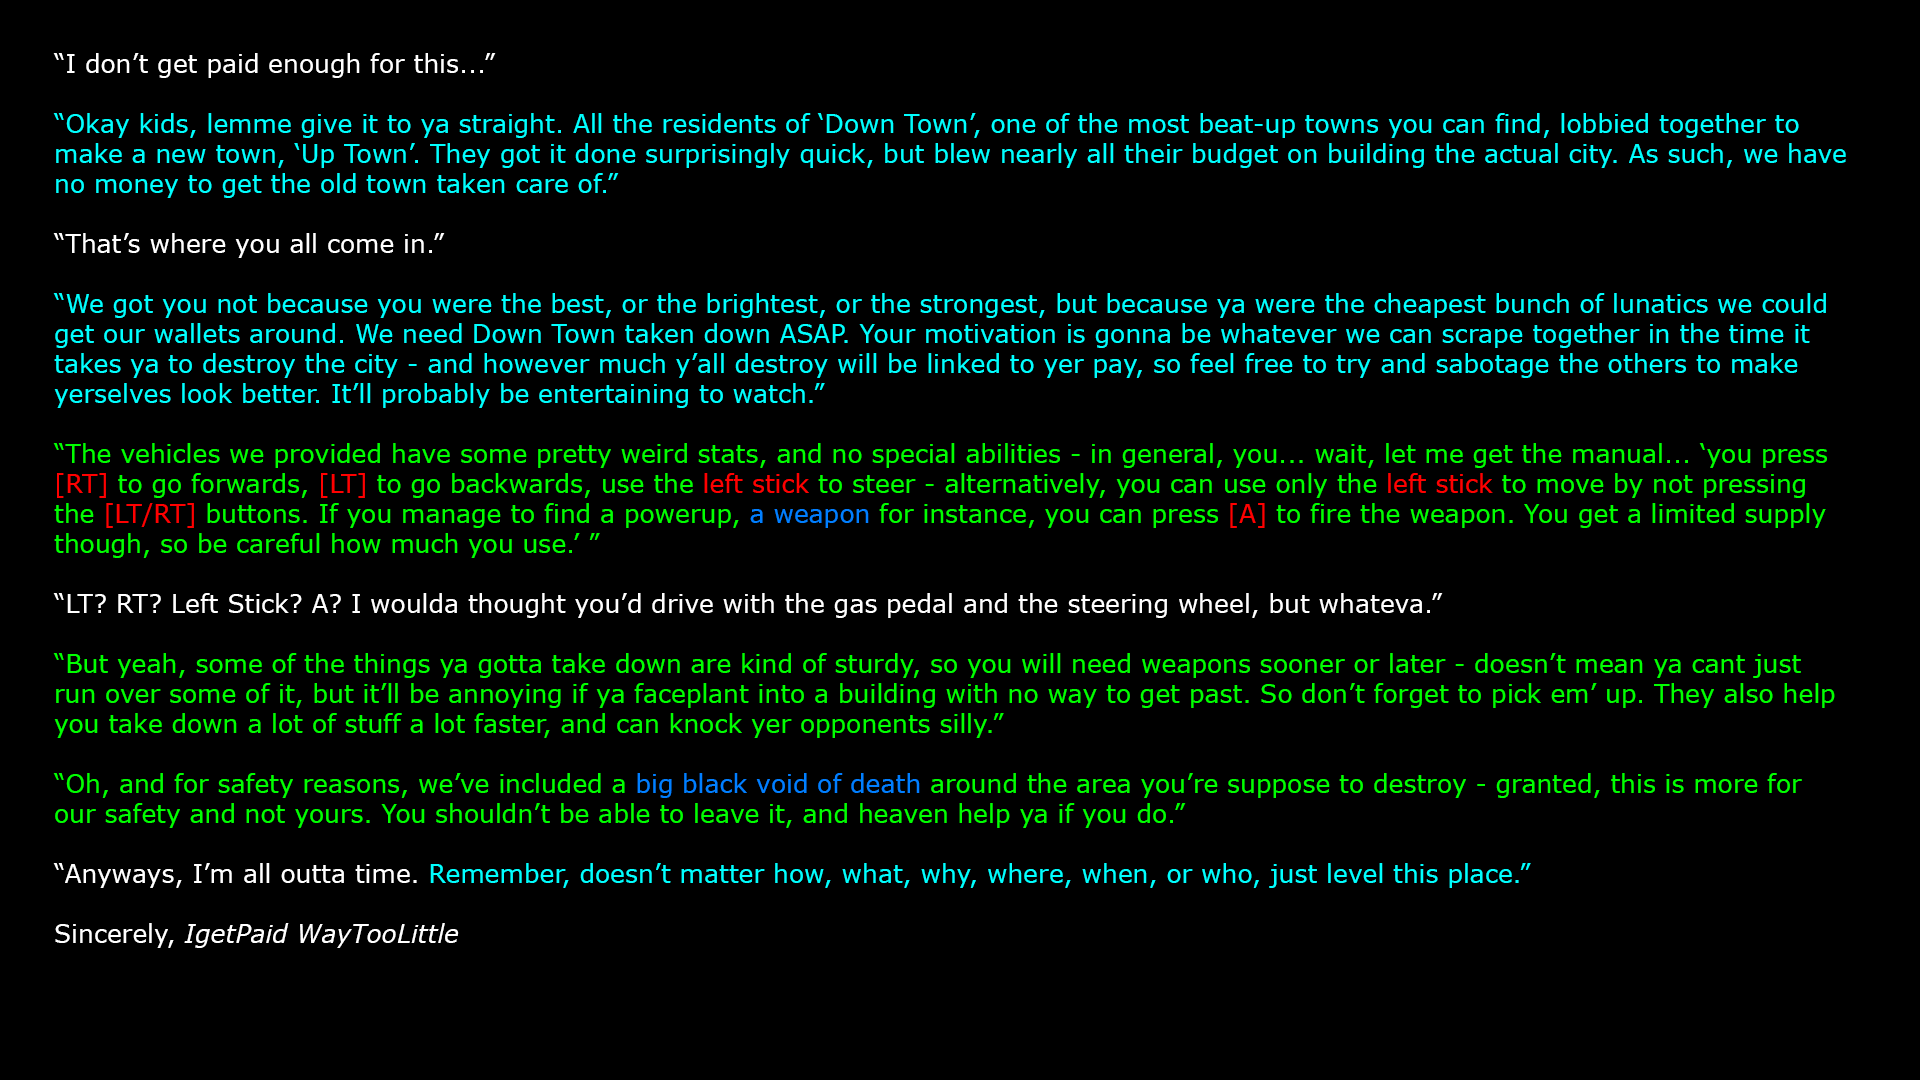 “I don’t get paid enough for this…”
“Okay kids, lemme give it to ya straight. All the residents of ‘Down Town’, one of the most beat-up towns you can find, lobbied together to
make a new town, ‘Up Town’. They got it done surprisingly quick, but blew nearly all their budget on building the actual city. As such, we have
no money to get the old town taken care of.”
“That’s where you all come in.”
“We got you not because you were the best, or the brightest, or the strongest, but because ya were the cheapest bunch of lunatics we could
get our wallets around. We need Down Town taken down ASAP. Your motivation is gonna be whatever we can scrape together in the time it
takes ya to destroy the city - and however much y’all destroy will be linked to yer pay, so feel free to try and sabotage the others to make
yerselves look better. It’ll probably be entertaining to watch.”
“The vehicles we provided have some pretty weird stats, and no special abilities - in general, you… wait, let me get the manual… ‘you press
[RT] to go forwards, [LT] to go backwards, use the left stick to steer - alternatively, you can use only the left stick to move by not pressing
the [LT/RT] buttons. If you manage to find a powerup, a weapon for instance, you can press [A] to fire the weapon. You get a limited supply
though, so be careful how much you use.’ ”
“LT? RT? Left Stick? A? I woulda thought you’d drive with the gas pedal and the steering wheel, but whateva.”
“But yeah, some of the things ya gotta take down are kind of sturdy, so you will need weapons sooner or later - doesn’t mean ya cant just
run over some of it, but it’ll be annoying if ya faceplant into a building with no way to get past. So don’t forget to pick em’ up. They also help
you take down a lot of stuff a lot faster, and can knock yer opponents silly.”
“Oh, and for safety reasons, we’ve included a big black void of death around the area you’re suppose to destroy - granted, this is more for
our safety and not yours. You shouldn’t be able to leave it, and heaven help ya if you do.”
“Anyways, I’m all outta time. Remember, doesn’t matter how, what, why, where, when, or who, just level this place.”
Sincerely, IgetPaid WayTooLittle